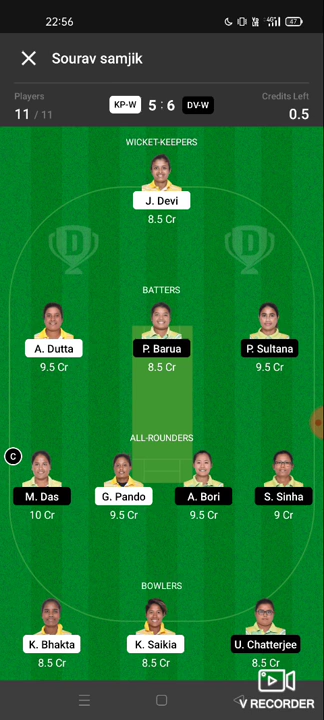 22:56
4G
47
Sourav samjik
Players
Credits Left
11 / 11
KP-W
5 : 6
DV-W
0.5
WICKET-KEEPERS
J. Devi
8.5 Cr
D
D
BATTERS
A. Dutta
P. Barua
P. Sultana
9.5 Cr
8.5 Cr
9.5 Cr
ALL-ROUNDERS
C
M. Das
G. Pando
A. Bori
S. Sinha
10 Cr
9.5 Cr
9.5 Cr
9 Cr
BOWLERS
K. Bhakta
K. Saikia
U. Chatterjee
8.5 Cr
8.5 Cr
8.5 Cr
V RECORDER